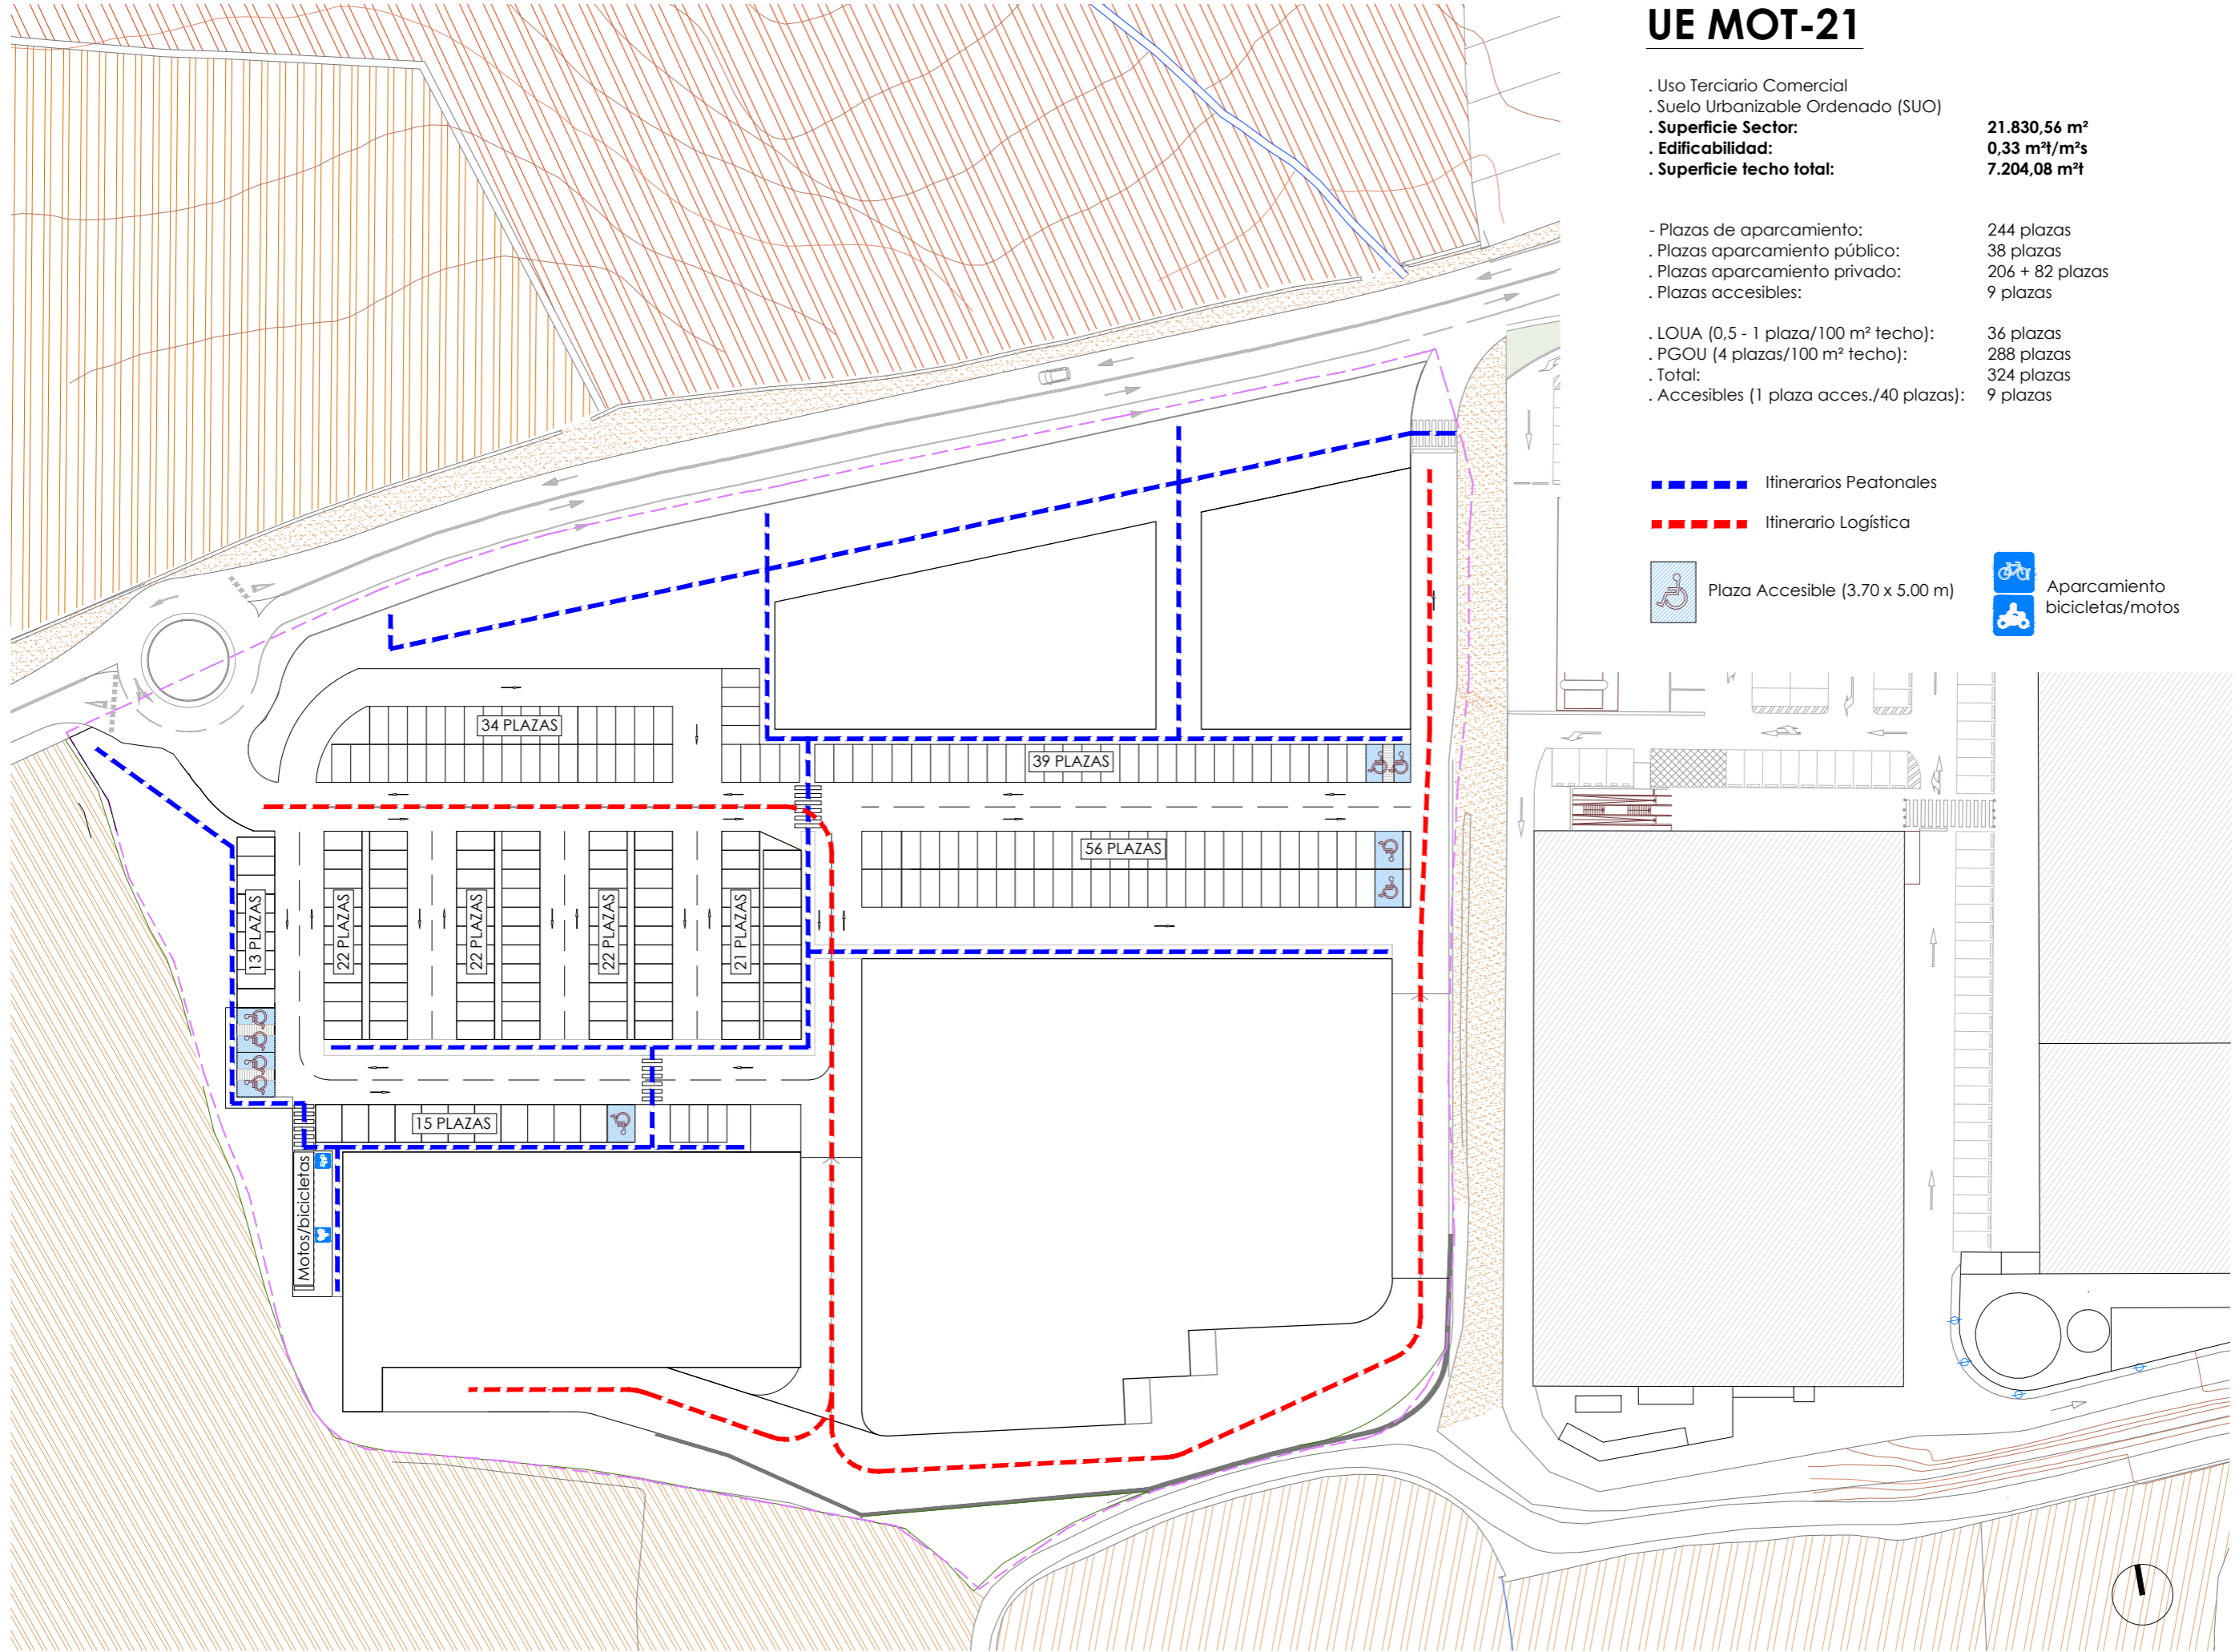 UE MOT-21
. Uso Terciario Comercial
. Suelo Urbanizable Ordenado (SUO)
. Superficie Sector: 21.830,56 m²
. Edificabilidad: 0,33 m²t/m²s
. Superficie techo total: 7.204,08 m²t
- Plazas de aparcamiento: 244 plazas
. Plazas aparcamiento público: 38 plazas
. Plazas aparcamiento privado: 206 + 82 plazas
. Plazas accesibles: 9 plazas
. LOUA (0,5 - 1 plaza/100 m² techo): 36 plazas
. PGOU (4 plazas/100 m² techo): 288 plazas
. Total: 324 plazas
. Accesibles (1 plaza acces./40 plazas): 9 plazas
Itinerarios Peatonales
Itinerario Logística
Plaza Accesible (3.70 x 5.00 m)
Aparcamiento
bicicletas/motos
34 PLAZAS
39 PLAZAS
56 PLAZAS
13 PLAZAS
22 PLAZAS
22 PLAZAS
22 PLAZAS
21 PLAZAS
15 PLAZAS
Motos/bicicletas